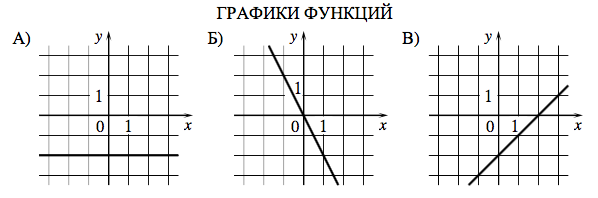 ГРАФИКИ ФУНКЦИЙ
А) Б) В)
y y y
1 1 1
0 1 x 0 1 x 0 1 x